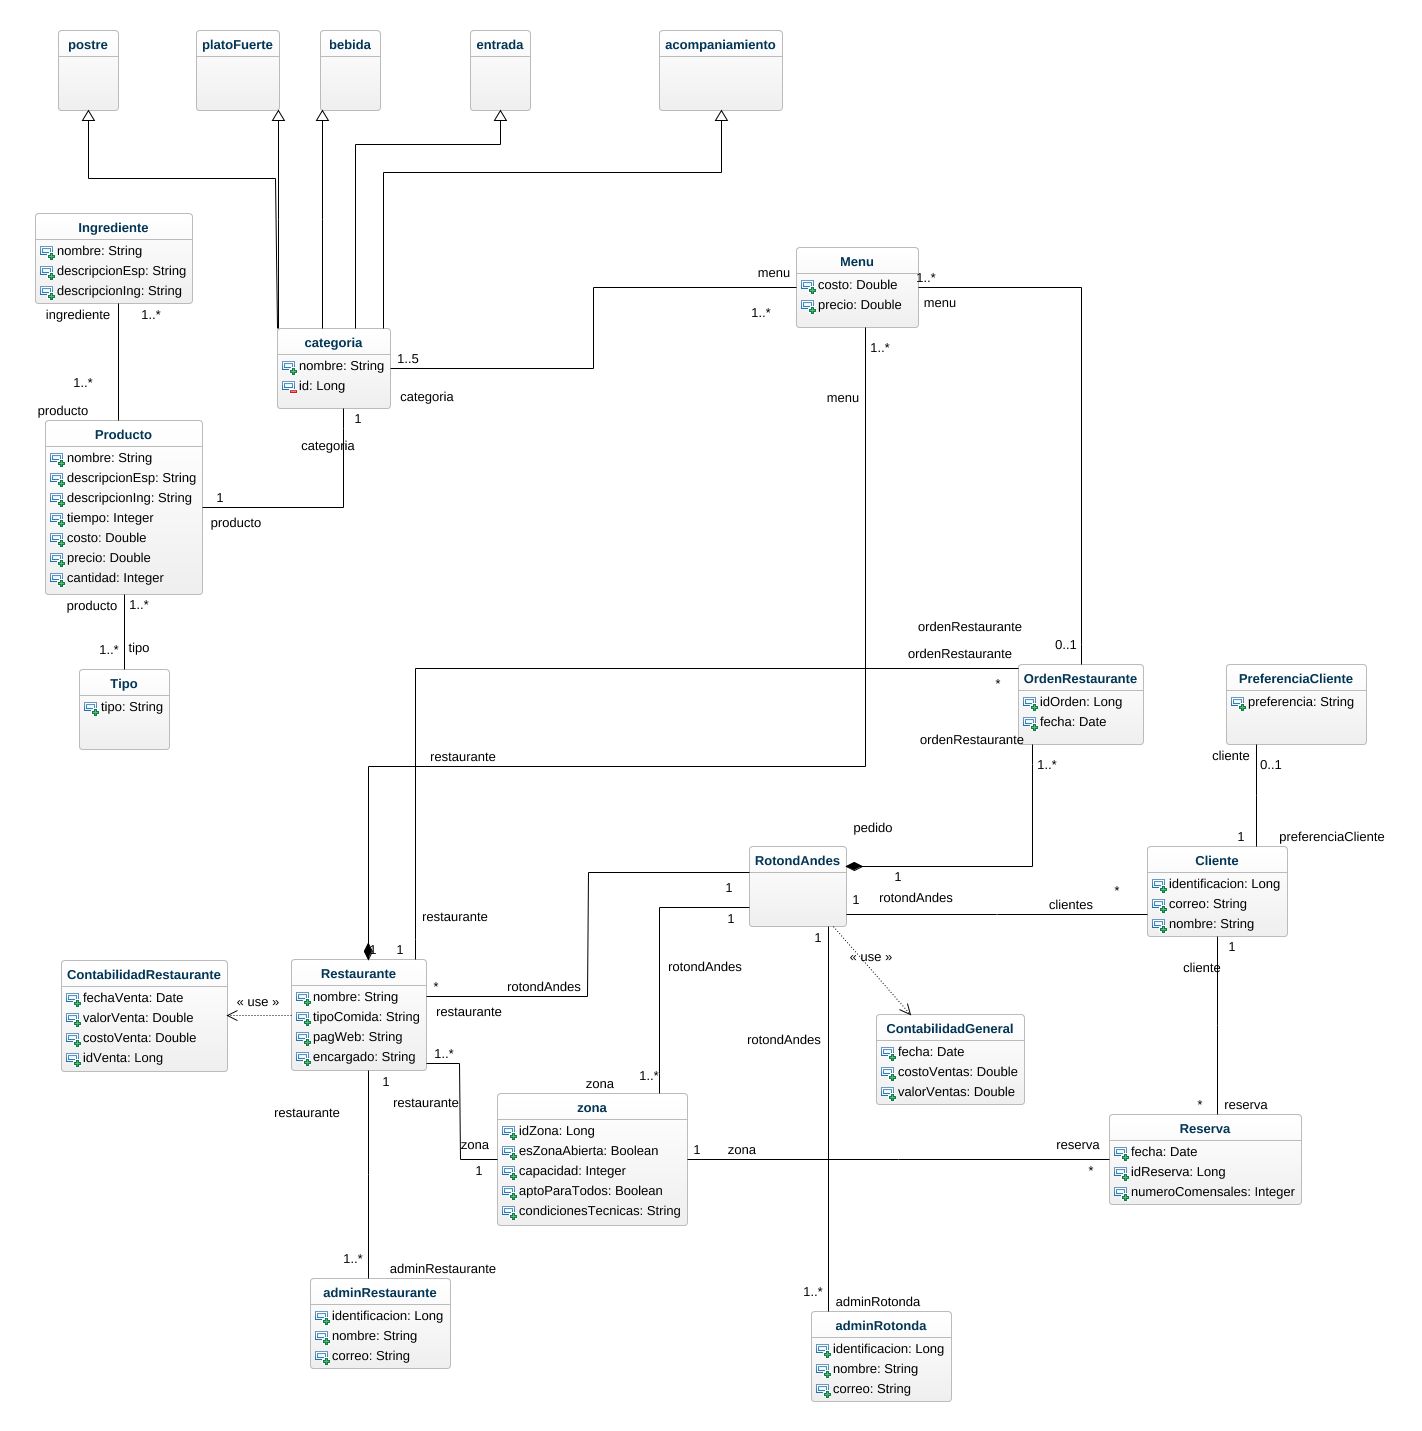 postre
platoFuerte
bebida
entrada
acompaniamiento
Ingrediente
nombre: String
descripcionEsp: String
descripcionIng: String
ingrediente
1..*
1..*
producto
Menu
costo: Double
precio: Double
menu
1..*
1..*
menu
1..*
menu
categoria
nombre: String
id: Long
1..5
categoria
1
categoria
Producto
nombre: String
descripcionEsp: String
descripcionIng: String
tiempo: Integer
costo: Double
precio: Double
cantidad: Integer
1
producto
producto
1..*
1..*
tipo
Tipo
tipo: String
ordenRestaurante
0..1
ordenRestaurante
*
OrdenRestaurante
idOrden: Long
fecha: Date
ordenRestaurante
1..*
PreferenciaCliente
preferencia: String
cliente
0..1
1
preferenciaCliente
restaurante
pedido
RotondAndes
1
1
rotondAndes
1
1
1
clientes
*
Cliente
identificacion: Long
correo: String
nombre: String
1
cliente
restaurante
1
1
« use »
rotondAndes
ContabilidadRestaurante
fechaVenta: Date
valorVenta: Double
costoVenta: Double
idVenta: Long
« use »
Restaurante
nombre: String
tipoComida: String
pagWeb: String
encargado: String
*
restaurante
rotondAndes
1..*
restaurante
1
restaurante
rotondAndes
ContabilidadGeneral
fecha: Date
costoVentas: Double
valorVentas: Double
zona
1..*
zona
idZona: Long
esZonaAbierta: Boolean
capacidad: Integer
aptoParaTodos: Boolean
condicionesTecnicas: String
zona
1
1
zona
reserva
*
*
reserva
Reserva
fecha: Date
idReserva: Long
numeroComensales: Integer
1..*
adminRestaurante
adminRestaurante
identificacion: Long
nombre: String
correo: String
1..*
adminRotonda
adminRotonda
identificacion: Long
nombre: String
correo: String